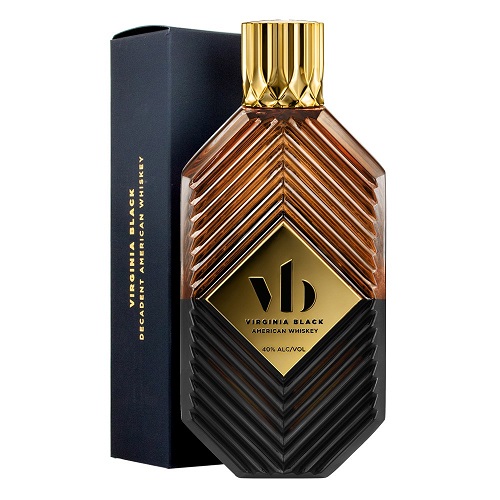 VIRGINIA BLACK
DECADENT AMERICAN WHISKEY
vb
VIRGINIA BLACK
AMERICAN WHISKEY
40% ALC/VOL